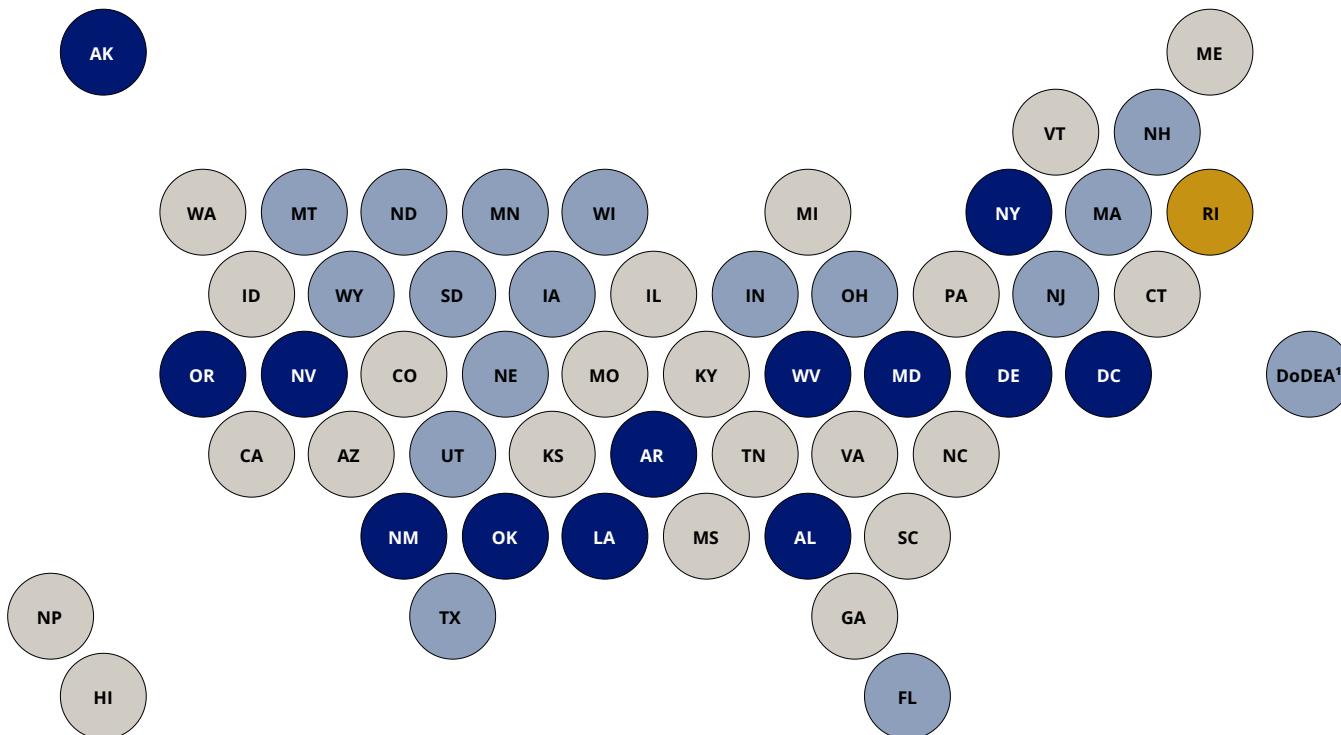 AK ME
VT NH
WA MT ND MN WI MI NY MA RI
ID WY SD IA IL IN OH PA NJ CT
OR NV CO NE MO KY WV MD DE DC DoDEA¹
CA AZ UT KS AR TN VA NC
NM OK LA MS AL SC
NP TX GA
HI FL